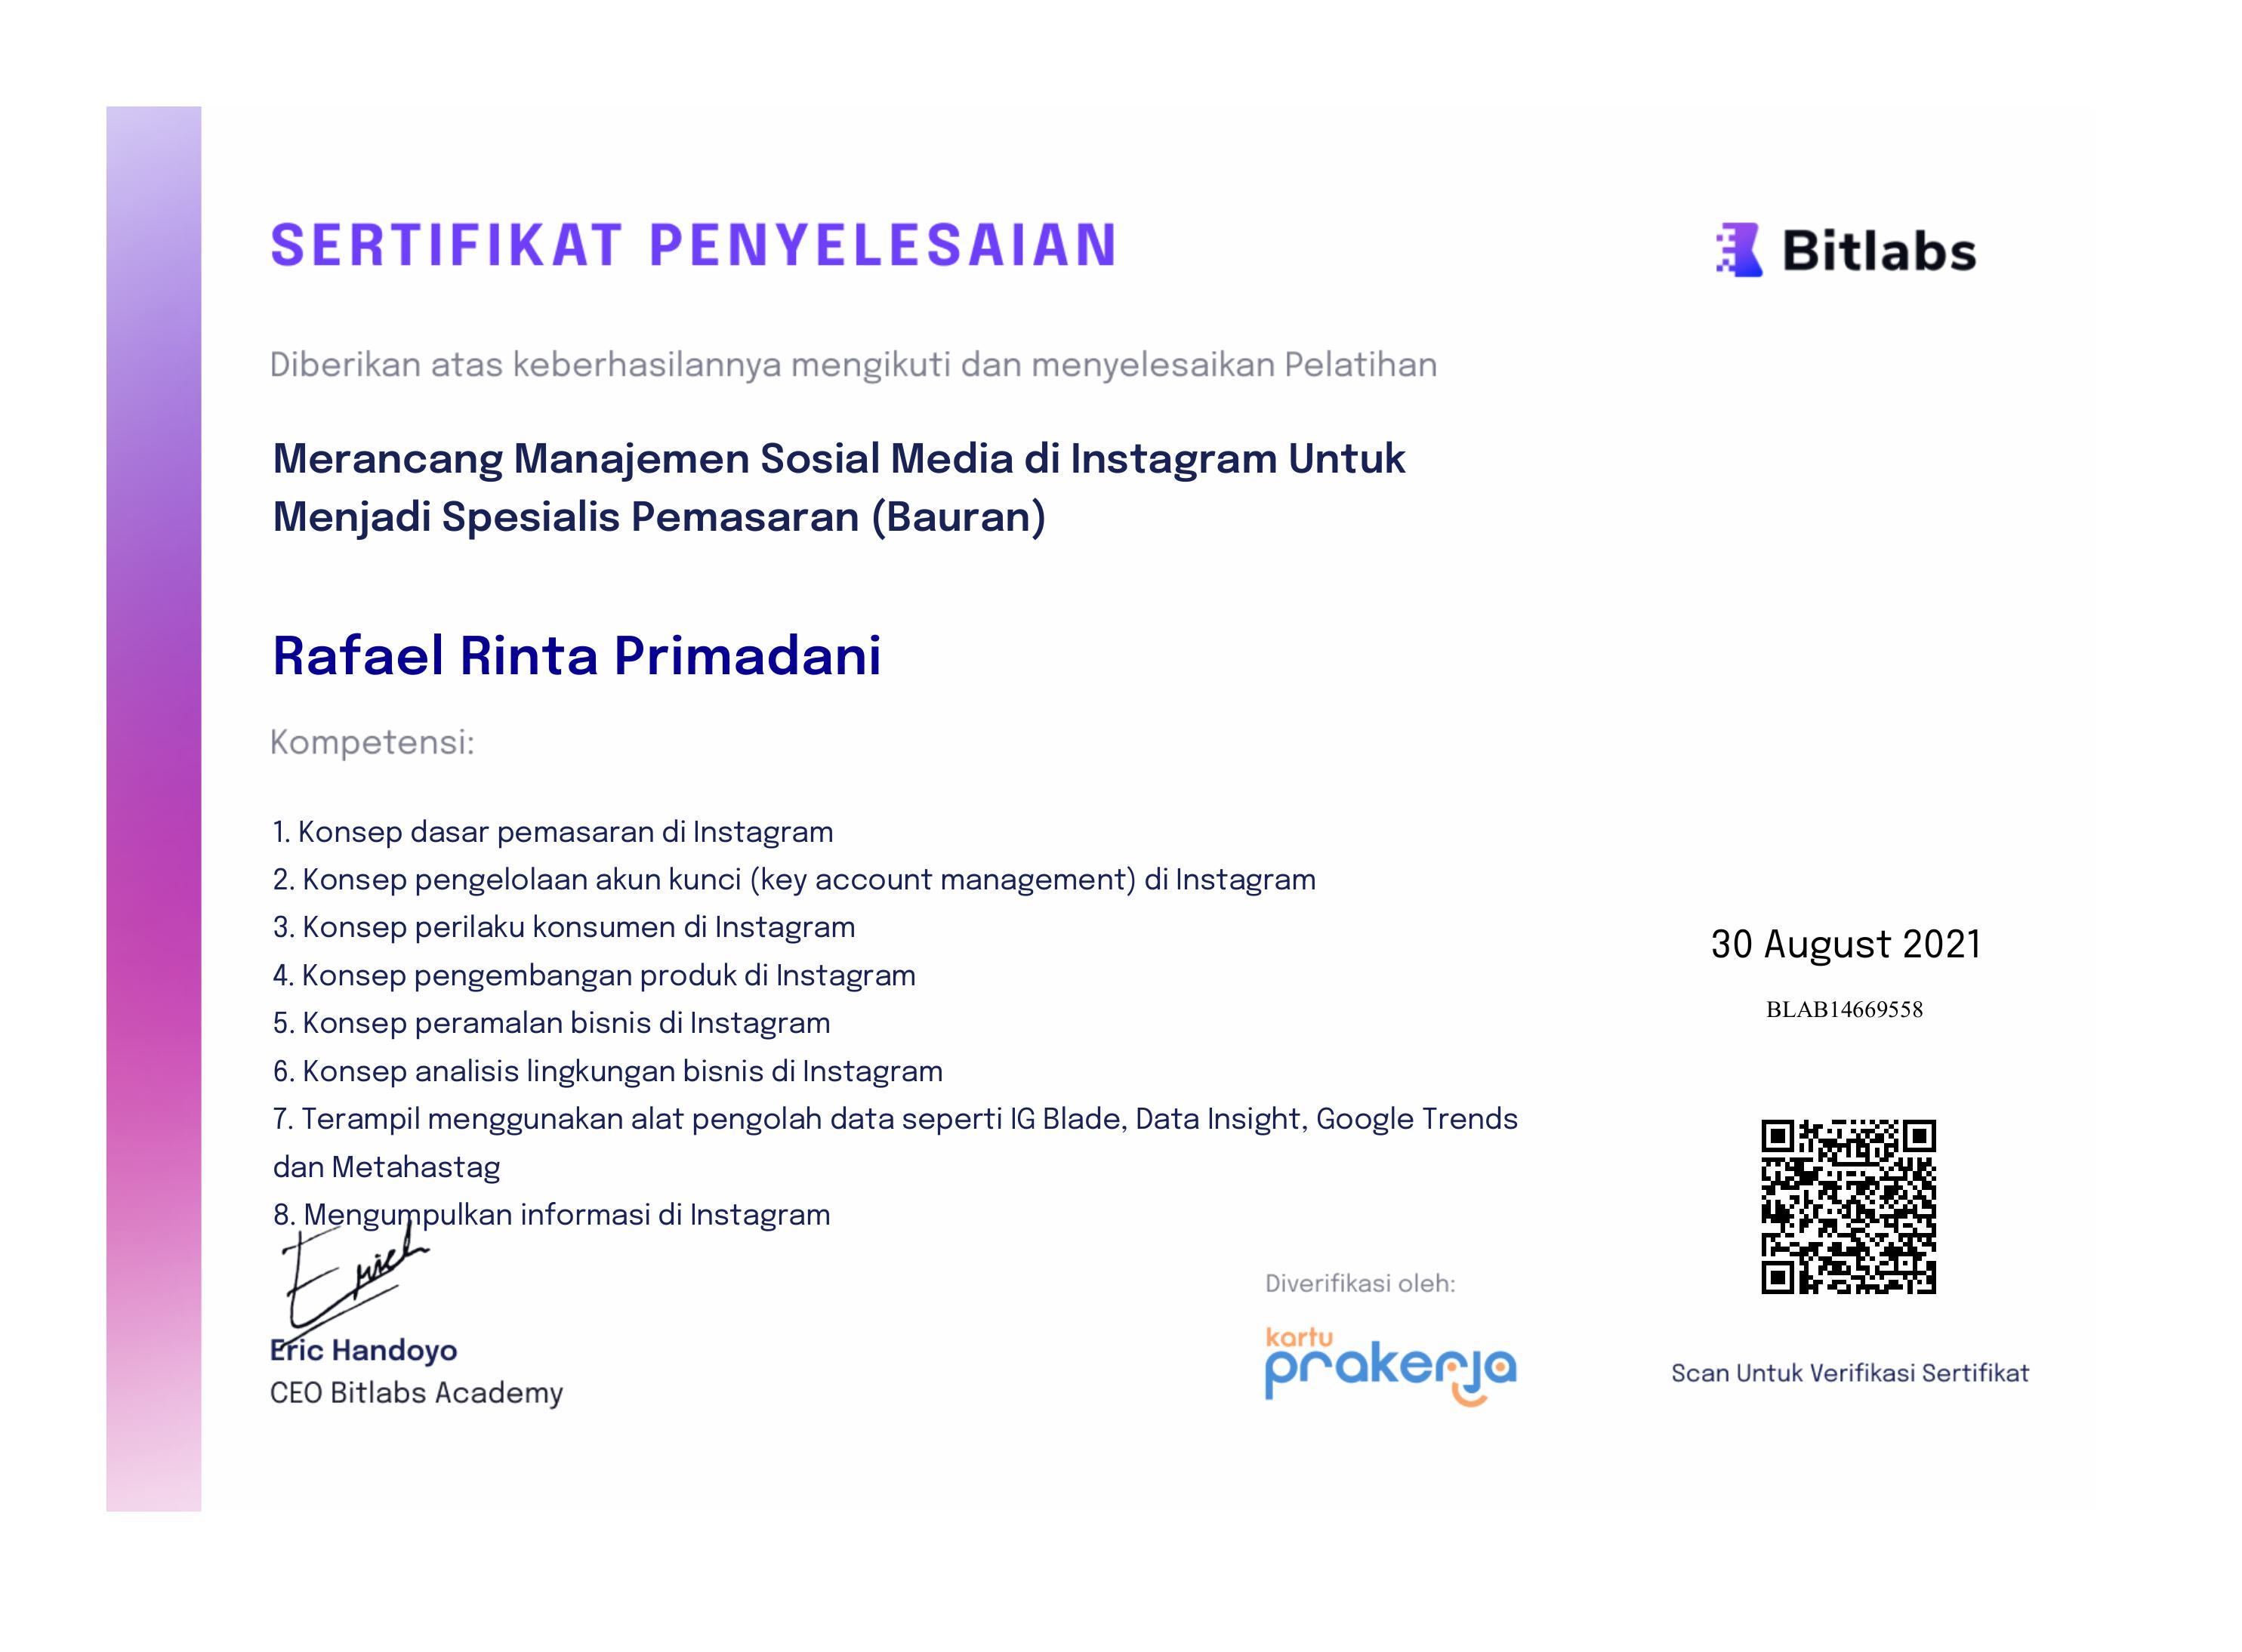 SERTIFIKAT PENYELESAIAN
Bitlabs
Diberikan atas keberhasilannya mengikuti dan menyelesaikan Pelatihan
Merancang Manajemen Sosial Media di Instagram Untuk
Menjadi Spesialis Pemasaran (Bauran)
Rafael Rinta Primadani
Kompetensi:
1. Konsep dasar pemasaran di Instagram
2. Konsep pengelolaan akun kunci (key account management) di Instagram
3. Konsep perilaku konsumen di Instagram
4. Konsep pengembangan produk di Instagram
5. Konsep peramalan bisnis di Instagram
6. Konsep analisis lingkungan bisnis di Instagram
7. Terampil menggunakan alat pengolah data seperti IG Blade, Data Insight, Google Trends
dan Metahastag
8. Mengumpulkan informasi di Instagram
30 August 2021
BLAB14669558
Erich
Eric Handoyo
CEO Bitlabs Academy
Diverifikasi oleh:
kartu
prakerja
Scan Untuk Verifikasi Sertifikat